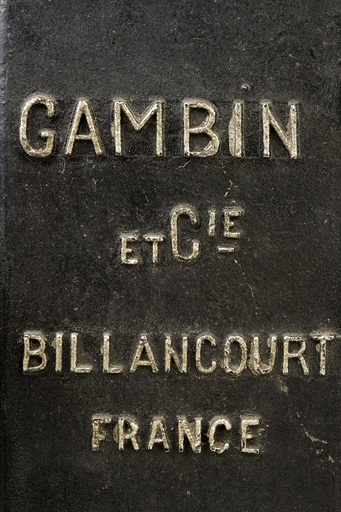 GAMBIN
ET CIE
BILLANCOURT
FRANCE